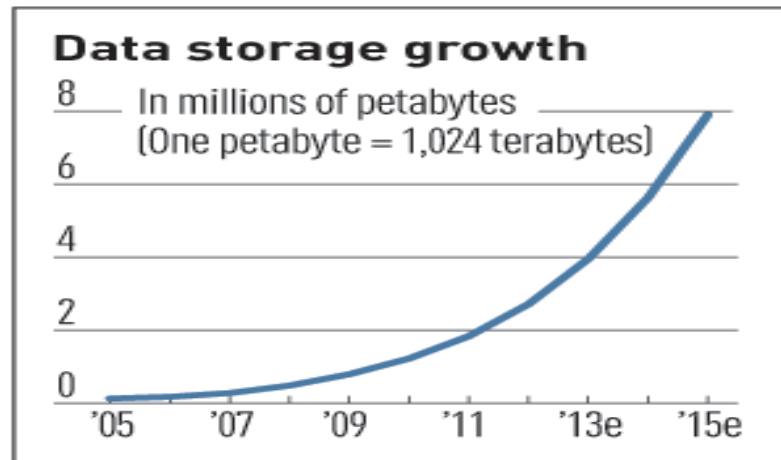 Data storage growth
8
In millions of petabytes
(One petabyte = 1,024 terabytes)
6
4
2
0
'05 '07 '09 '11 '13e '15e